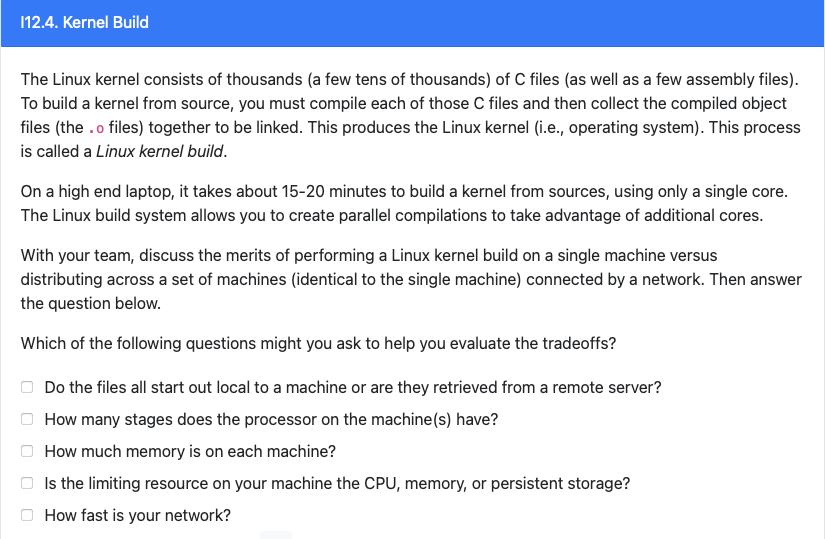 I12.4. Kernel Build
The Linux kernel consists of thousands (a few tens of thousands) of C files (as well as a few assembly files).
To build a kernel from source, you must compile each of those C files and then collect the compiled object
files (the .o files) together to be linked. This produces the Linux kernel (i.e., operating system). This process
is called a Linux kernel build.
On a high end laptop, it takes about 15-20 minutes to build a kernel from sources, using only a single core.
The Linux build system allows you to create parallel compilations to take advantage of additional cores.
With your team, discuss the merits of performing a Linux kernel build on a single machine versus
distributing across a set of machines (identical to the single machine) connected by a network. Then answer
the question below.
Which of the following questions might you ask to help you evaluate the tradeoffs?
Do the files all start out local to a machine or are they retrieved from a remote server?
How many stages does the processor on the machine(s) have?
How much memory is on each machine?
Is the limiting resource on your machine the CPU, memory, or persistent storage?
How fast is your network?